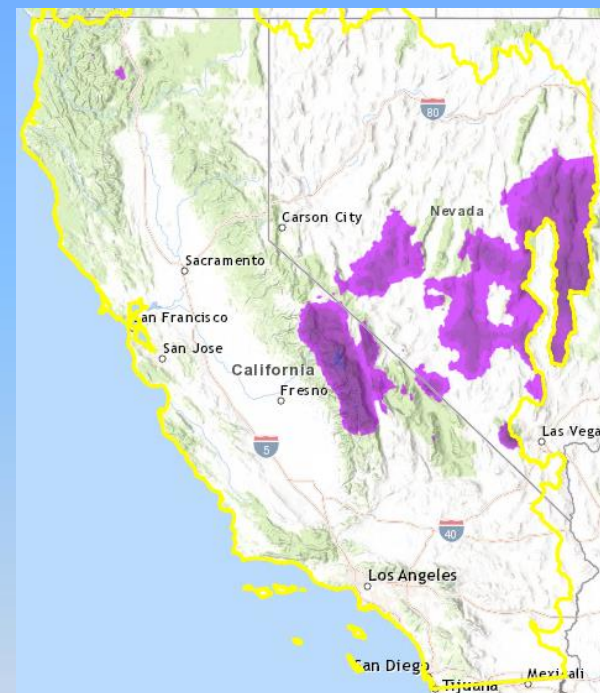 80
Carson City
Nevada
Sacramento
an Francisco
San Jose
California
Fresno
5
Las Vega
40
Los Angeles
San Diego
Tijuana
Mexicali